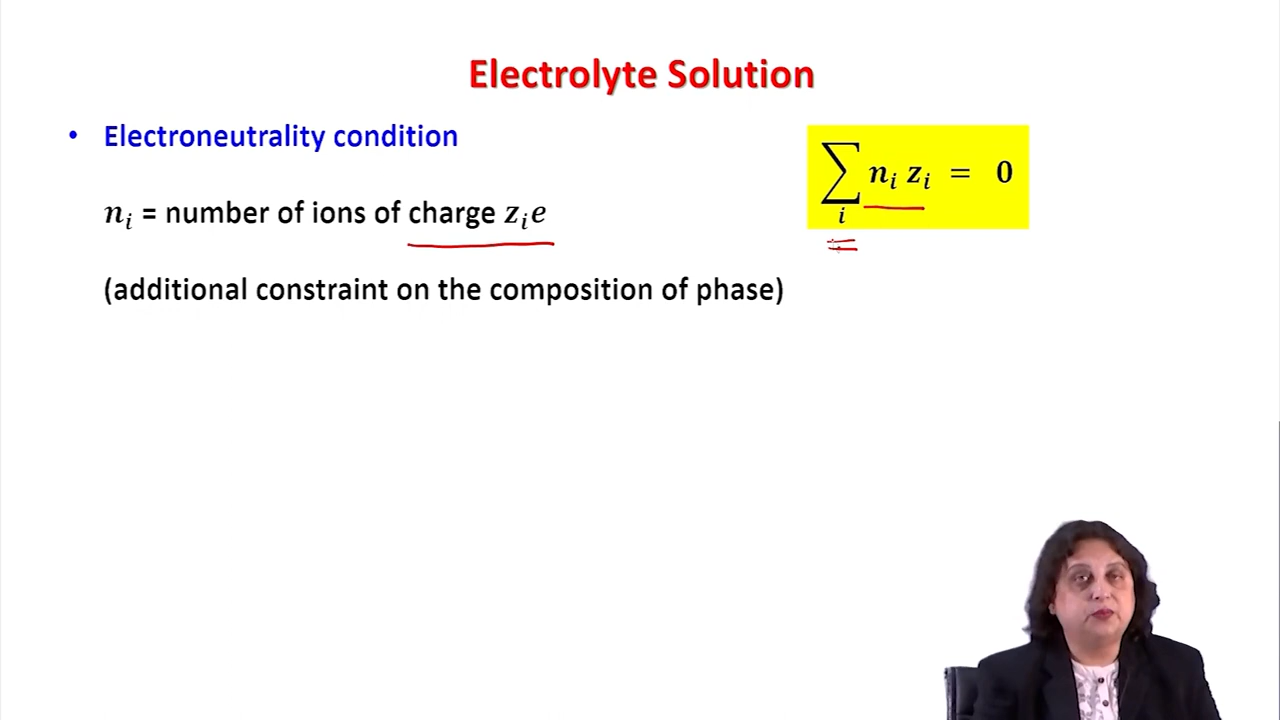 Electrolyte Solution
• Electroneutrality condition
∑ᵢ nᵢ zᵢ = 0
nᵢ = number of ions of charge zᵢe
(additional constraint on the composition of phase)